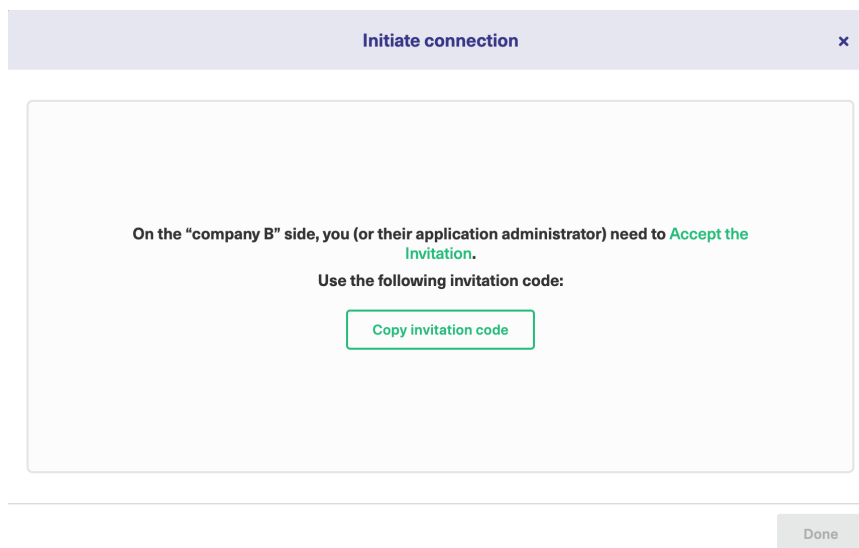 Initiate connection
×
On the “company B” side, you (or their application administrator) need to Accept the
Invitation.
Use the following invitation code:
Copy invitation code
Done